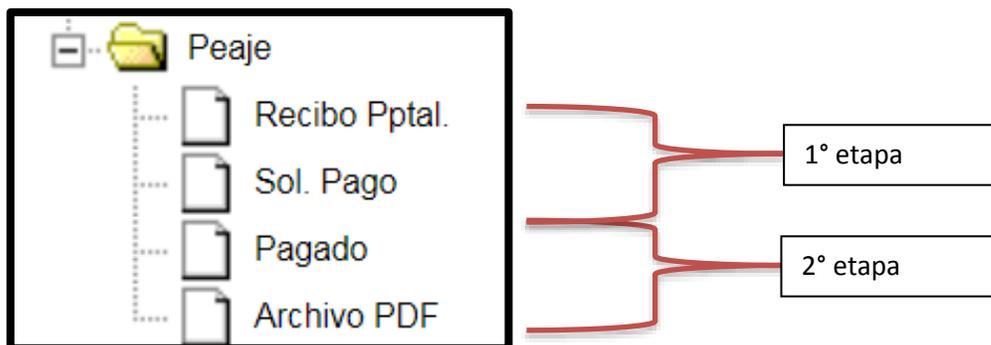 Peaje
Recibo Pptal.
Sol. Pago
Pagado
Archivo PDF
1° etapa
2° etapa